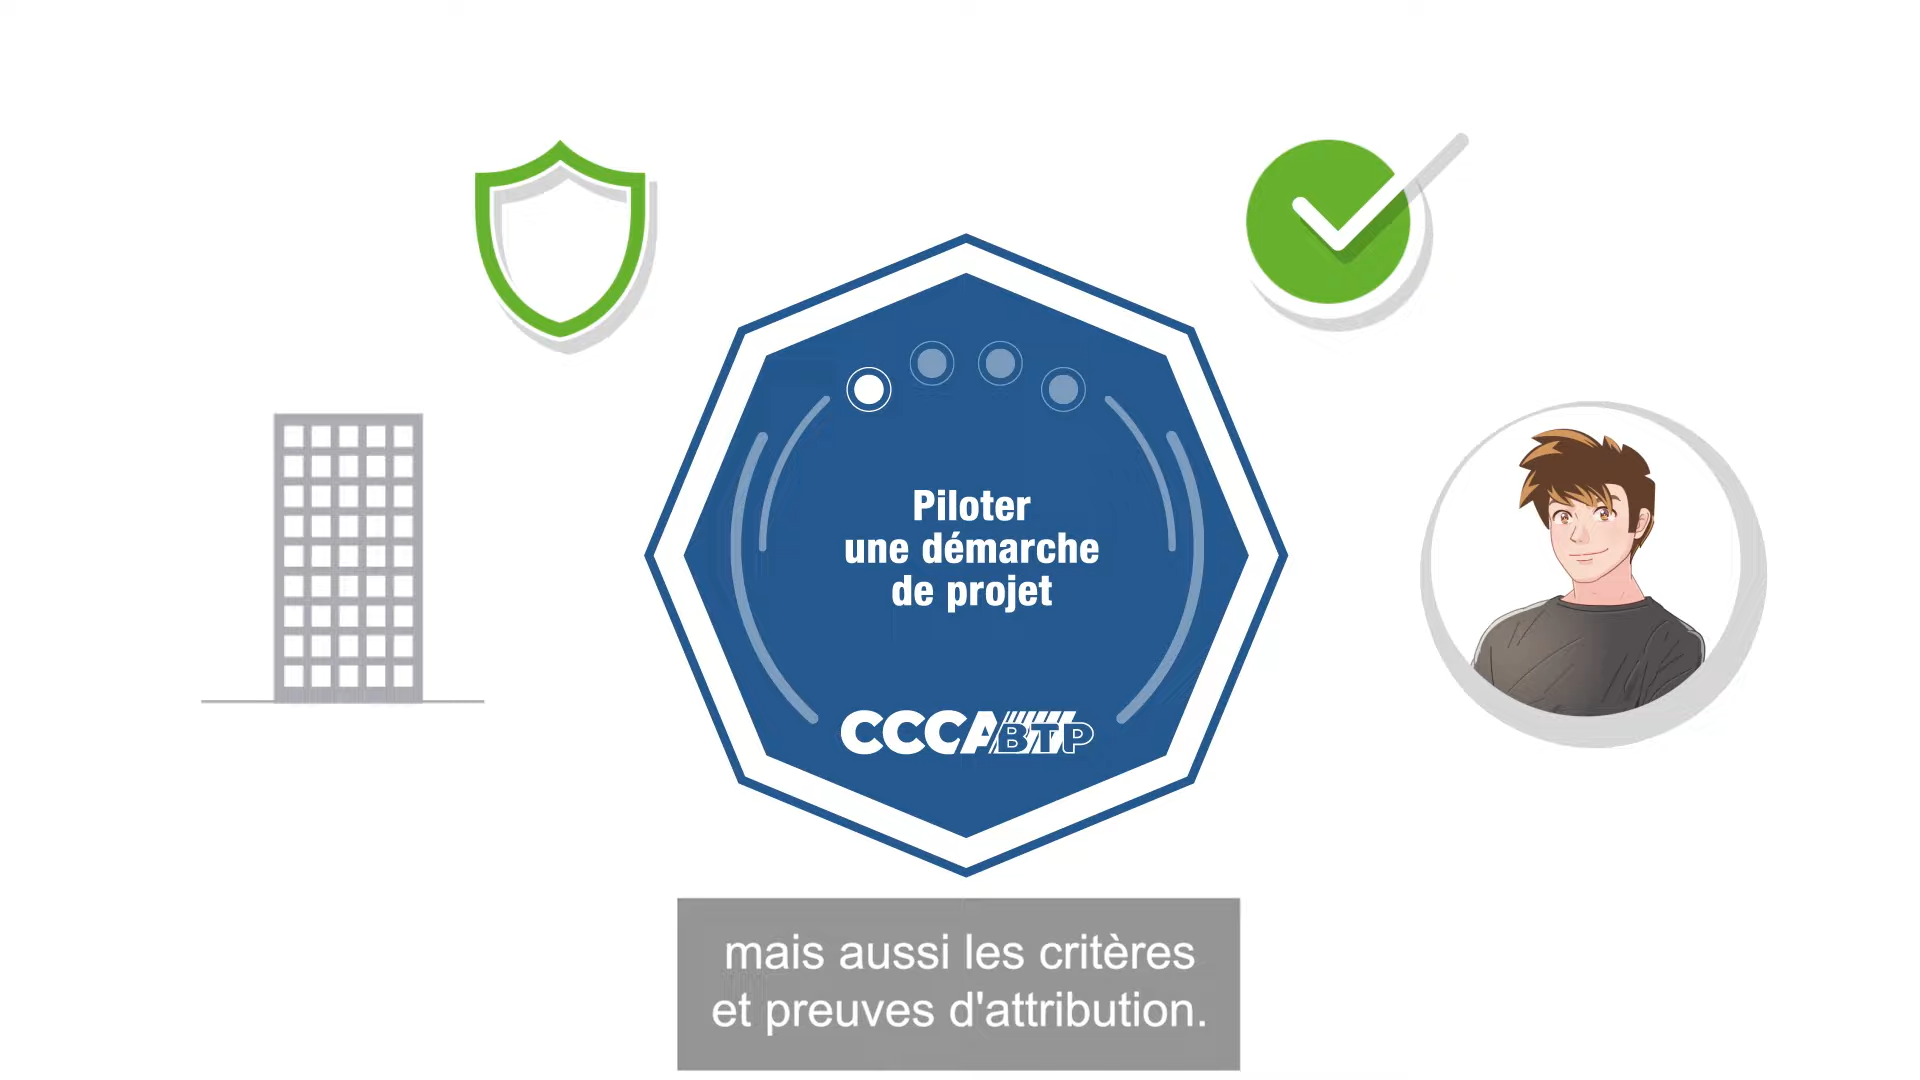 Piloter
une démarche
de projet
CCCA BTP
mais aussi les critères
et preuves d'attribution.